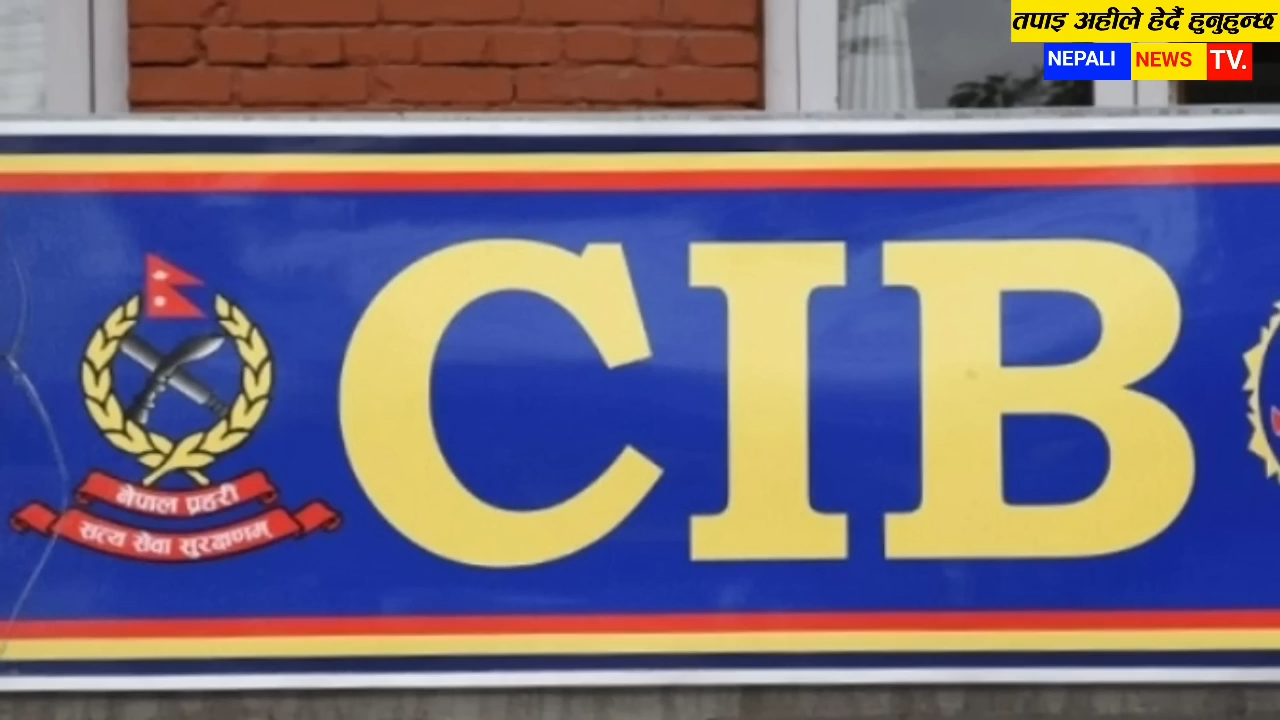 तपाइ अहीले हेर्दै हुनुहुन्छ
NEPALI NEWS TV.
CIB
नेपाल प्रहरी
सत्य सेवा सुरक्षणम्